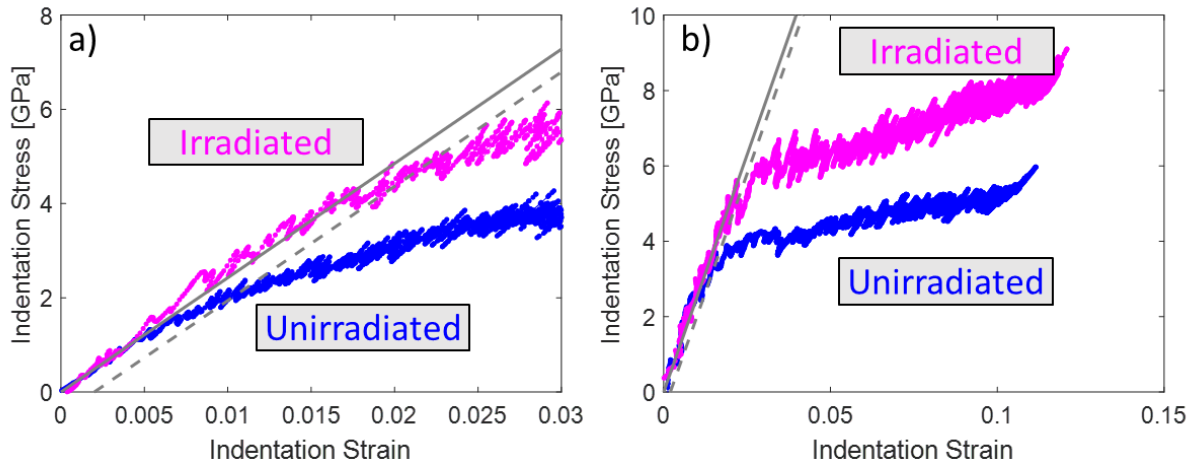 a)
Irradiated
Unirradiated
Indentation Stress [GPa]
8
6
4
2
0
0
0.005
0.01
0.015
0.02
0.025
0.03
Indentation Strain
b)
Irradiated
Unirradiated
Indentation Stress [GPa]
10
8
6
4
2
0
0
0.05
0.1
0.15
Indentation Strain